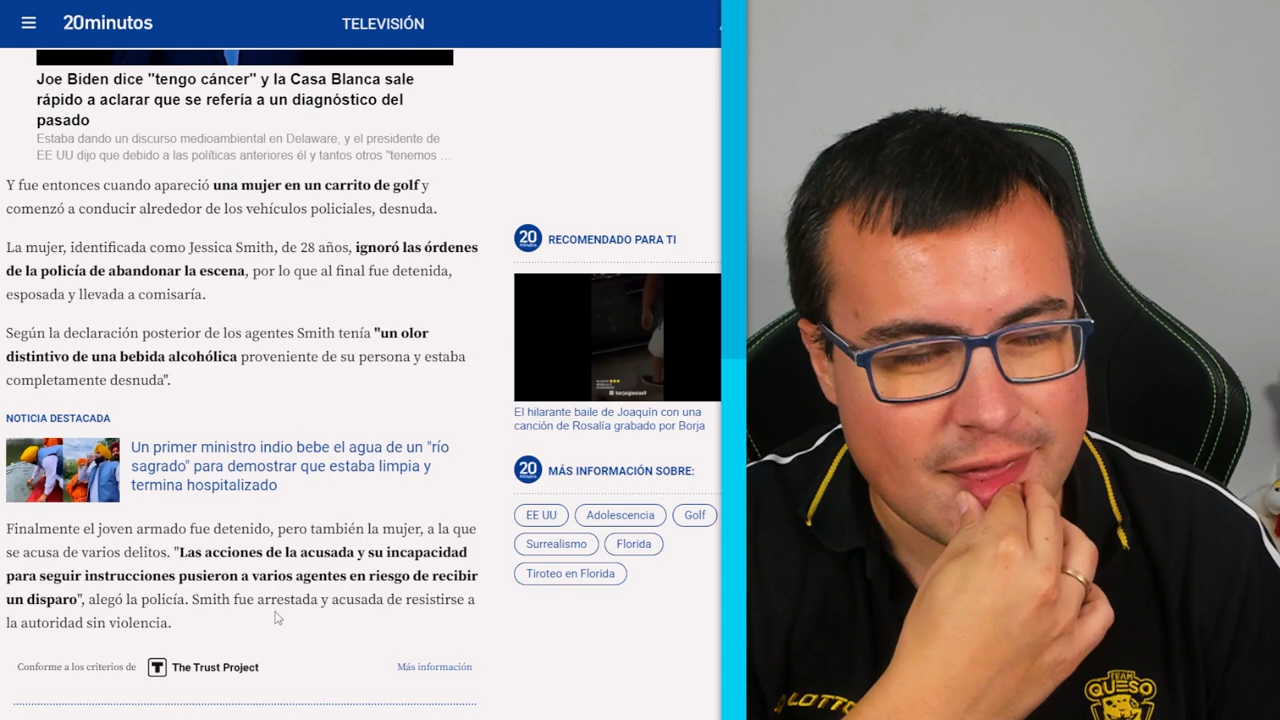 20minutos
TELEVISIÓN
Joe Biden dice "tengo cáncer" y la Casa Blanca sale
rápido a aclarar que se refería a un diagnóstico del
pasado
Estaba dando un discurso medioambiental en Delaware, y el presidente de
EE UU dijo que debido a las políticas anteriores él y tantos otros "tenemos ...
Y fue entonces cuando apareció una mujer en un carrito de golf y
comenzó a conducir alrededor de los vehículos policiales, desnuda.
La mujer, identificada como Jessica Smith, de 28 años, ignoró las órdenes
de la policía de abandonar la escena, por lo que al final fue detenida,
esposada y llevada a comisaría.
Según la declaración posterior de los agentes Smith tenía "un olor
distintivo de una bebida alcohólica proveniente de su persona y estaba
completamente desnuda".
NOTICIA DESTACADA
Un primer ministro indio bebe el agua de un "río
sagrado" para demostrar que estaba limpia y
termina hospitalizado
Finalmente el joven armado fue detenido, pero también la mujer, a la que
se acusa de varios delitos. "Las acciones de la acusada y su incapacidad
para seguir instrucciones pusieron a varios agentes en riesgo de recibir
un disparo", alegó la policía. Smith fue arrestada y acusada de resistirse a
la autoridad sin violencia.
Conforme a los criterios de
T The Trust Project
Más información
20
RECOMENDADO PARA TI
El hilarante baile de Joaquín con una
canción de Rosalía grabado por Borja
20
MÁS INFORMACIÓN SOBRE:
EE UU
Adolescencia
Golf
Surrealismo
Florida
Tiroteo en Florida
TEAM
QUESO